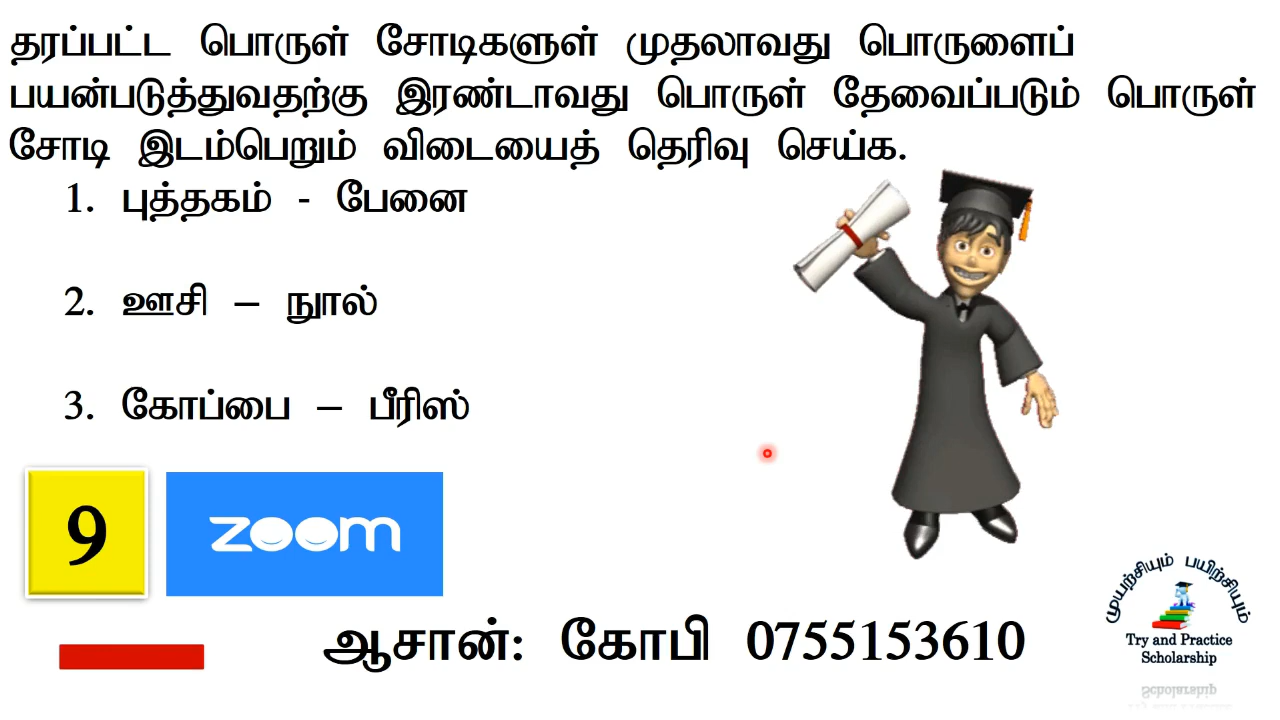 தரப்பட்ட பொருள் சோடிகளுள் முதலாவது பொருளைப்
பயன்படுத்துவதற்கு இரண்டாவது பொருள் தேவைப்படும் பொருள்
சோடி இடம்பெறும் விடையைத் தெரிவு செய்க.
1. புத்தகம் - பேனை
2. ஊசி – நூல்
3. கோப்பை – பீரிஸ்
9
zoom
ஆசான்: கோபி 0755153610
முயற்சியும் பயிற்சியும்
Try and Practice
Scholarship